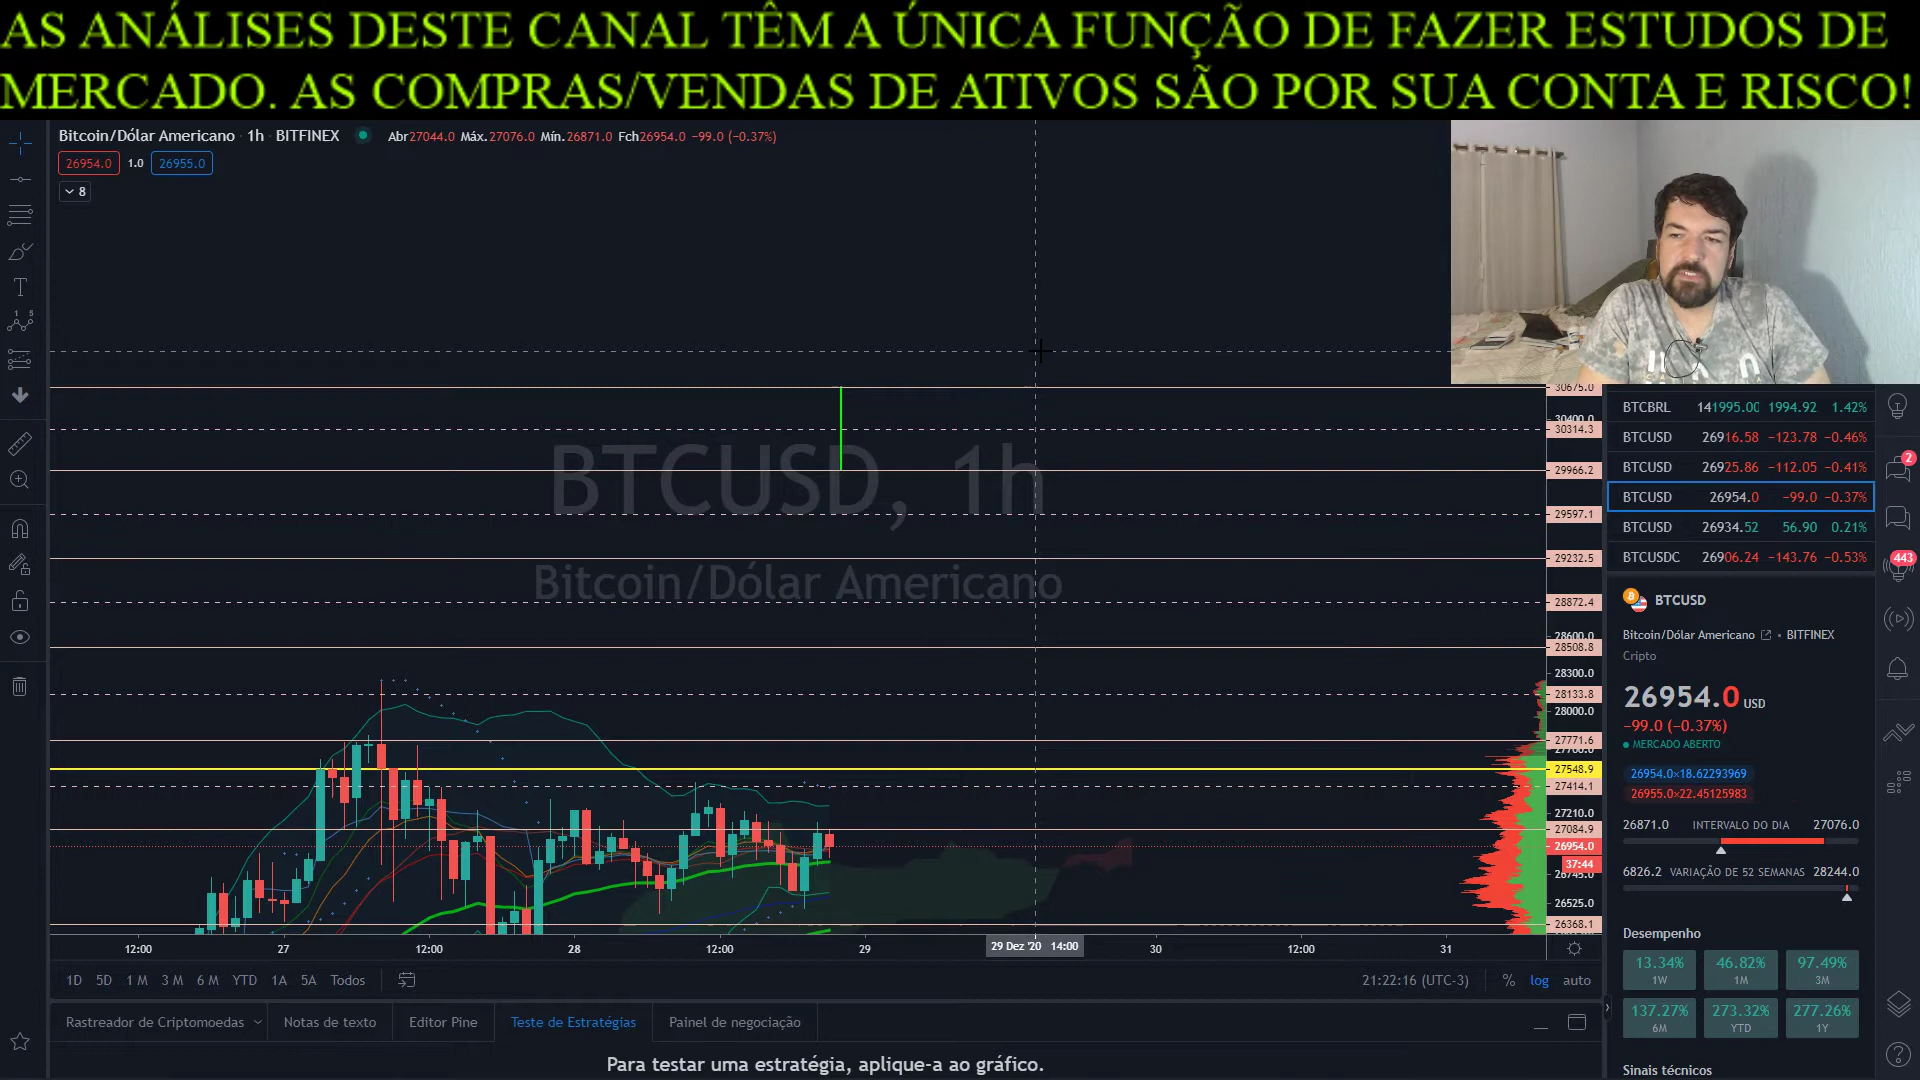 AS ANÁLISES DESTE CANAL TÊM A ÚNICA FUNÇÃO DE FAZER ESTUDOS DE
MERCADO. AS COMPRAS/VENDAS DE ATIVOS SÃO POR SUA CONTA E RISCO!
Bitcoin/Dólar Americano · 1h · BITFINEX Abr27044.0 Máx.27076.0 Mín.26871.0 Fch26954.0 −99.0 (−0.37%)
26954.0 1.0 26955.0
8
BTCUSD, 1h
Bitcoin/Dólar Americano
30675.0
30400.0
30314.3
29966.2
29597.1
29232.5
28872.4
28600.0
28508.8
28300.0
28133.8
28000.0
27771.6
27548.9
27414.1
27210.0
27084.9
26954.0
37:44
26745.0
26525.0
26368.1
12:00 27 12:00 28 12:00 29 29 Dez '20 14:00 30 12:00 31
1D 5D 1 M 3 M 6 M YTD 1A 5A Todos
21:22:16 (UTC-3) % log auto
Rastreador de Criptomoedas Notas de texto Editor Pine Teste de Estratégias Painel de negociação
Para testar uma estratégia, aplique-a ao gráfico.
BTCBRL 141995.00 1994.92 1.42%
BTCUSD 26916.58 −123.78 −0.46%
BTCUSD 26925.86 −112.05 −0.41%
BTCUSD 26954.0 −99.0 −0.37%
BTCUSD 26934.52 56.90 0.21%
BTCUSDC 26906.24 −143.76 −0.53%
BTCUSD
Bitcoin/Dólar Americano · BITFINEX
Cripto
26954.0 USD
−99.0 (−0.37%)
MERCADO ABERTO
26954.0×18.62293969
26955.0×22.45125983
26871.0 INTERVALO DO DIA 27076.0
6826.2 VARIAÇÃO DE 52 SEMANAS 28244.0
Desempenho
13.34% 46.82% 97.49%
1W 1M 3M
137.27% 273.32% 277.26%
6M YTD 1Y
Sinais técnicos
2
443